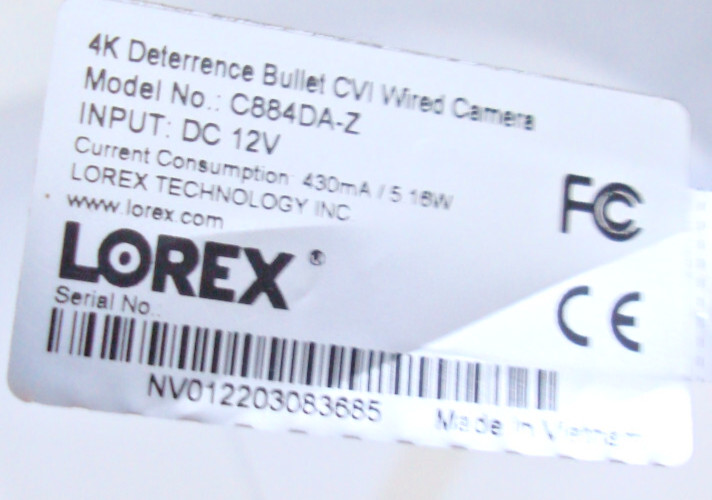 4K Deterrence Bullet CVI Wired Camera
Model No.: C884DA-Z
INPUT: DC 12V
Current Consumption: 430mA / 5.16W
LOREX TECHNOLOGY INC.
www.lorex.com
FC
LOREX®
CE
Serial No.:
NV012203083685
Made In Vietnam